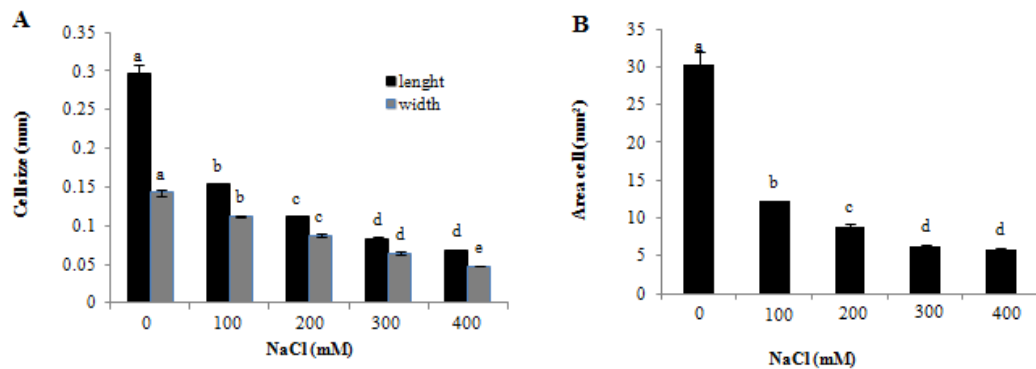 A
Cell size (mm)
0.35
0.3
0.25
0.2
0.15
0.1
0.05
0
a
a
b
b
c
c
d
d
d
e
lenght
width
0 100 200 300 400
NaCl (mM)
B
Area cell (mm²)
35
30
25
20
15
10
5
0
a
b
c
d
d
0 100 200 300 400
NaCl (mM)